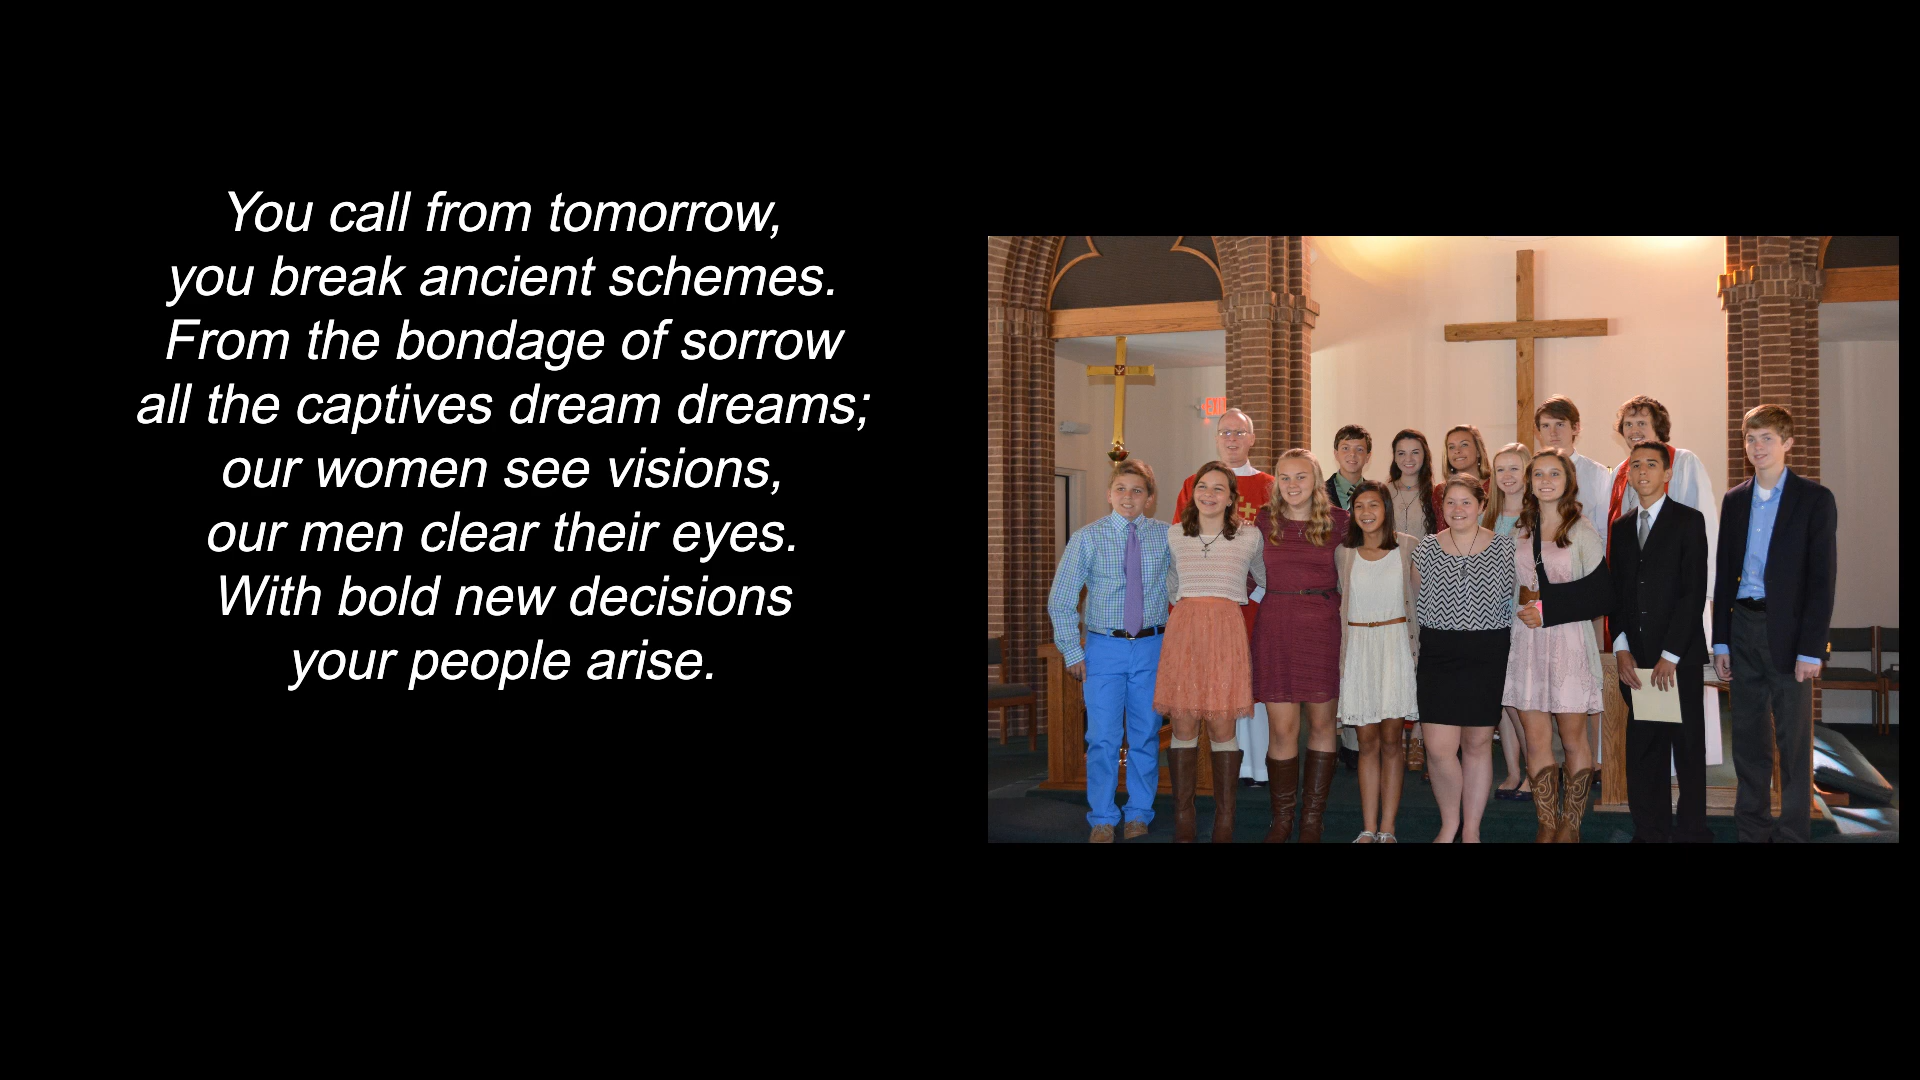 You call from tomorrow,
you break ancient schemes.
From the bondage of sorrow
all the captives dream dreams;
our women see visions,
our men clear their eyes.
With bold new decisions
your people arise.
EXIT